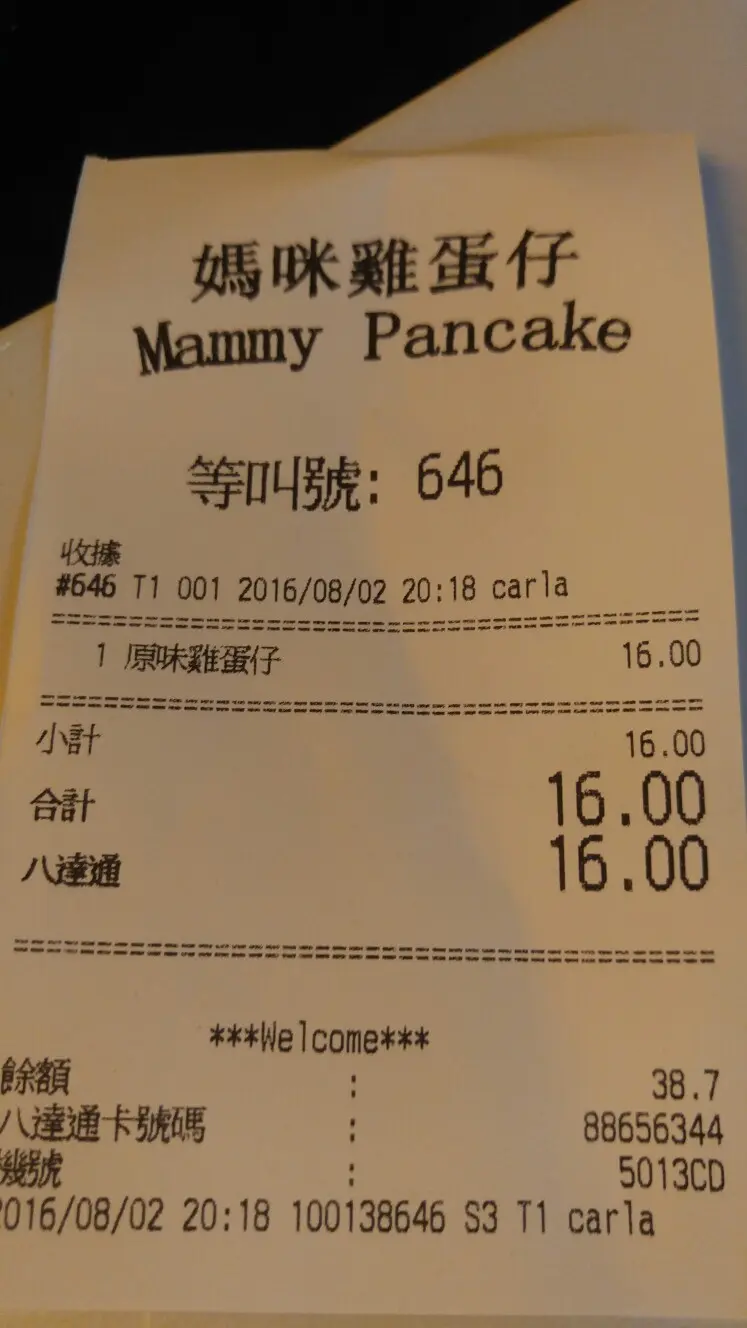 媽咪雞蛋仔
Mammy Pancake
等叫號: 646
收據
#646 T1 001 2016/08/02 20:18 carla
1 原味雞蛋仔 16.00
小計 16.00
合計 16.00
八達通 16.00
***Welcome***
餘額 : 38.7
八達通卡號碼 : 88656344
機號 : 5013CD
2016/08/02 20:18 100138646 S3 T1 carla